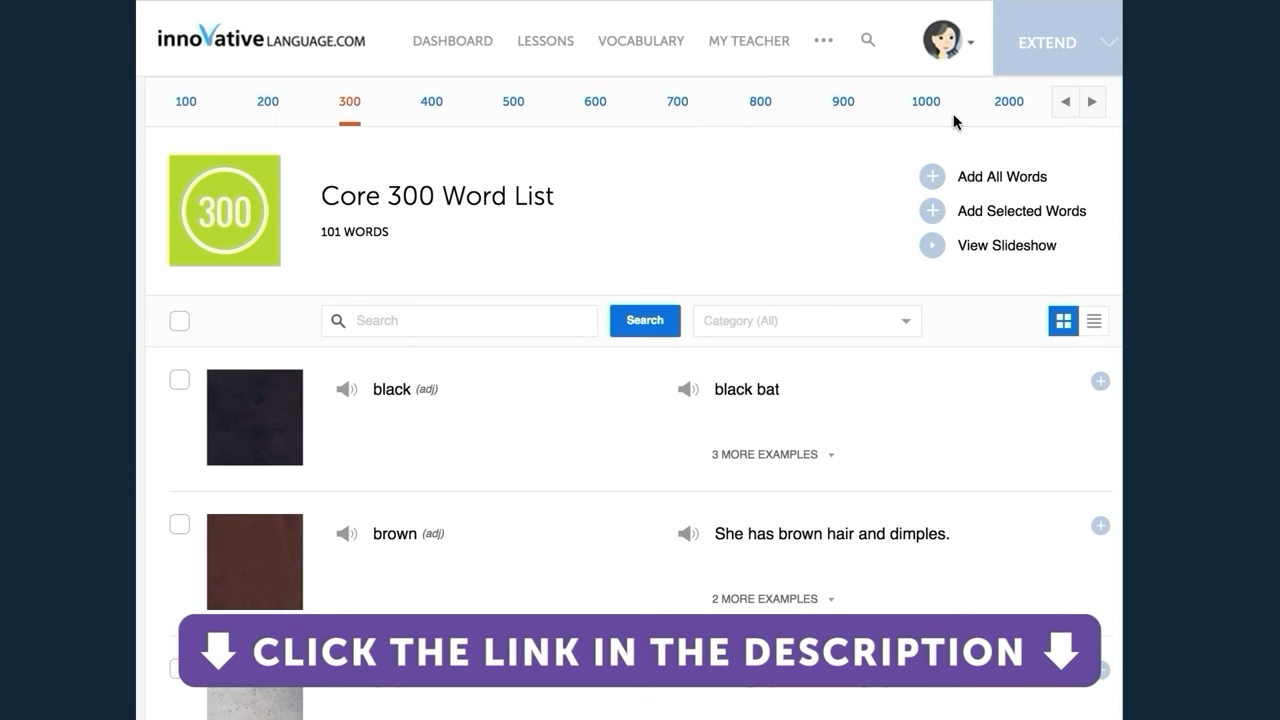 innoVative LANGUAGE.COM
DASHBOARD LESSONS VOCABULARY MY TEACHER ••• EXTEND
100 200 300 400 500 600 700 800 900 1000 2000
300
Core 300 Word List
101 WORDS
Add All Words
Add Selected Words
View Slideshow
Search Search Category (All)
black (adj) black bat
3 MORE EXAMPLES
brown (adj) She has brown hair and dimples.
2 MORE EXAMPLES
CLICK THE LINK IN THE DESCRIPTION